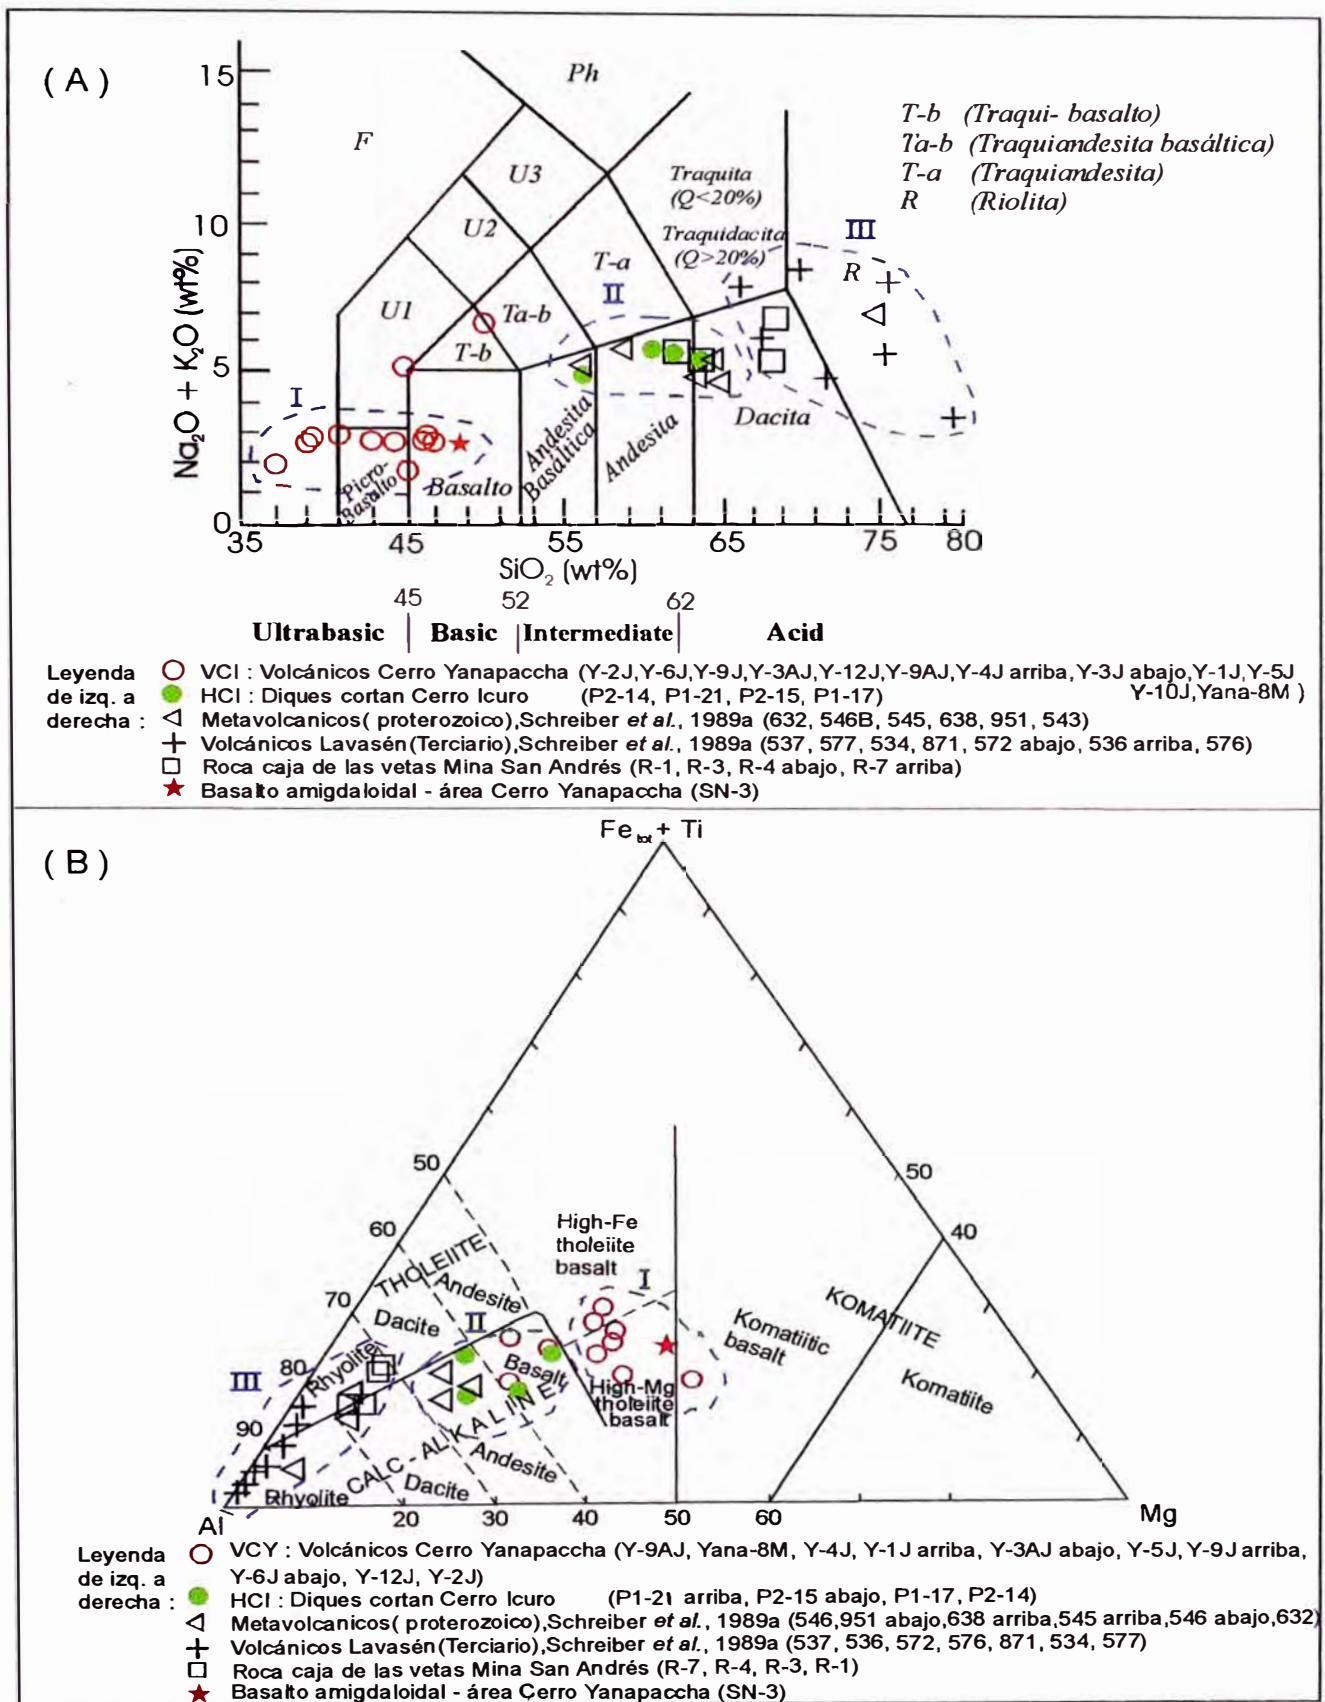 ( A )
15
10
5
0
Na₂O + K₂O (wt%)
F
Ph
U3
U2
U1
T-a
Ta-b
T-b
Traquita
(Q<20%)
Traquidacita
(Q>20%)
R
I
II
III
Picro-
Basalto
Basalto
Andesita
Basáltica
Andesita
Dacita
T-b (Traqui- basalto)
Ta-b (Traquiandesita basáltica)
T-a (Traquiandesita)
R (Riolita)
35 45 55 65 75 80
SiO₂ (wt%)
45 52 62
Ultrabasic | Basic | Intermediate | Acid
Leyenda de izq. a derecha :
VCI : Volcánicos Cerro Yanapaccha (Y-2J,Y-6J,Y-9J,Y-3AJ,Y-12J,Y-9AJ,Y-4J arriba,Y-3J abajo,Y-1J,Y-5J
Y-10J,Yana-8M )
HCI : Diques cortan Cerro Icuro (P2-14, P1-21, P2-15, P1-17)
Metavolcanicos( proterozoico),Schreiber et al., 1989a (632, 546B, 545, 638, 951, 543)
Volcánicos Lavasén(Terciario),Schreiber et al., 1989a (537, 577, 534, 871, 572 abajo, 536 arriba, 576)
Roca caja de las vetas Mina San Andrés (R-1, R-3, R-4 abajo, R-7 arriba)
Basalto amigdaloidal - área Cerro Yanapaccha (SN-3)
( B )
Fe tot + Ti
50
60
70
80
90
50
40
THOLEIITE
Andesite
Dacite
Rhyolite
High-Fe
tholeiite
basalt
I
II
III
Basalt
High-Mg
tholeiite
basalt
Komatiitic
basalt
KOMATIITE
Komatiite
CALC - ALKALINE
Andesite
Dacite
Rhyolite
Al
20 30 40 50 60
Mg
Leyenda de izq. a derecha :
VCY : Volcánicos Cerro Yanapaccha (Y-9AJ, Yana-8M, Y-4J, Y-1J arriba, Y-3AJ abajo, Y-5J, Y-9J arriba,
Y-6J abajo, Y-12J, Y-2J)
HCI : Diques cortan Cerro Icuro (P1-21 arriba, P2-15 abajo, P1-17, P2-14)
Metavolcanicos( proterozoico),Schreiber et al., 1989a (546,951 abajo,638 arriba,545 arriba,546 abajo,632)
Volcánicos Lavasén(Terciario),Schreiber et al., 1989a (537, 536, 572, 576, 871, 534, 577)
Roca caja de las vetas Mina San Andrés (R-7, R-4, R-3, R-1)
Basalto amigdaloidal - área Cerro Yanapaccha (SN-3)